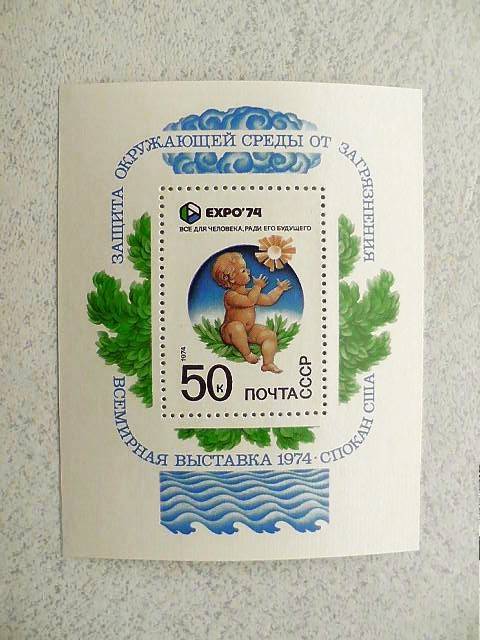 ЗАЩИТА ОКРУЖАЮЩЕЙ СРЕДЫ ОТ ЗАГРЯЗНЕНИЯ
EXPO'74
ВСЕ ДЛЯ ЧЕЛОВЕКА, РАДИ ЕГО БУДУЩЕГО
1974
50 к
ПОЧТА СССР
ВСЕМИРНАЯ ВЫСТАВКА 1974 · СПОКАН США